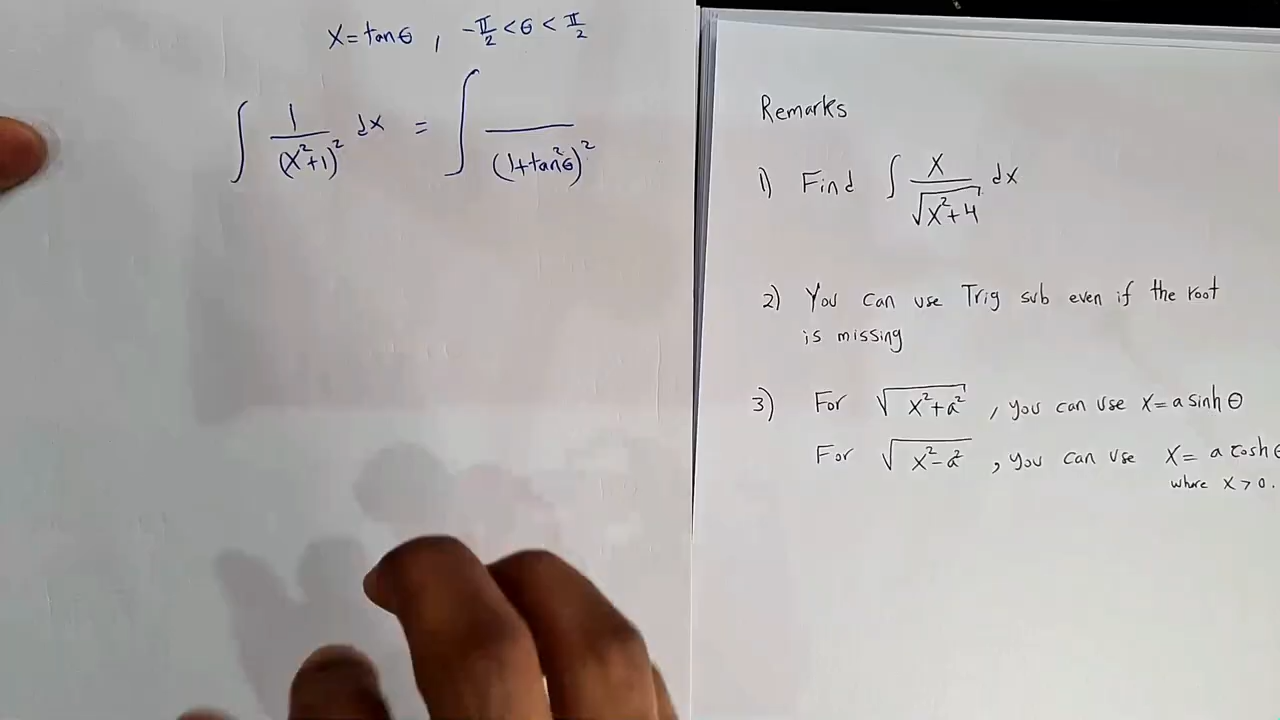 x = tanθ , -π/2 < θ < π/2
∫ 1/(x²+1)² dx = ∫ /(1+tan²θ)²
Remarks
1) Find ∫ x/√(x²+4) dx
2) You can use Trig sub even if the root
is missing
3) For √(x²+a²) , you can use x = a sinh θ
For √(x²-a²) , you can use x = a cosh θ
where x > 0.